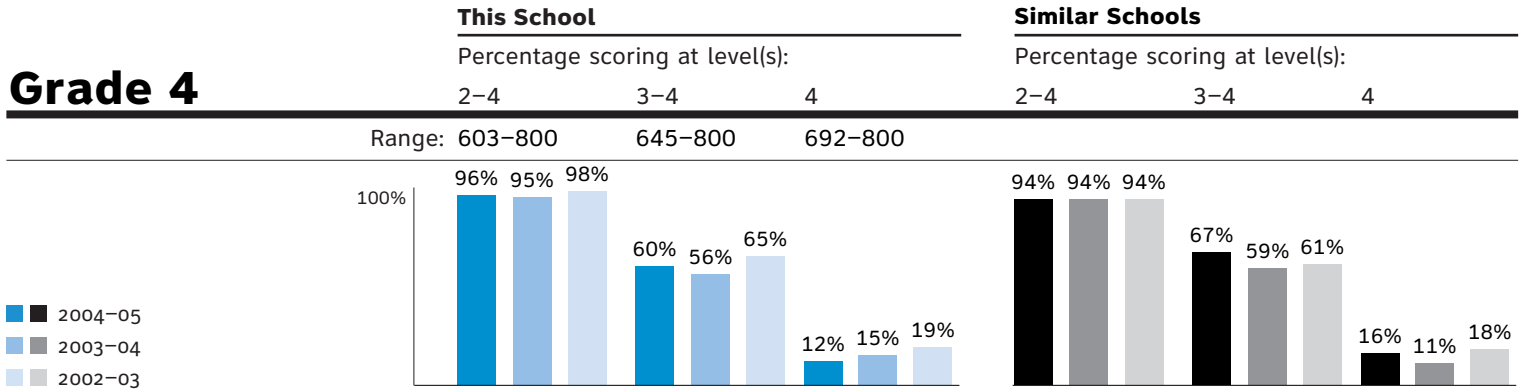 This School
Similar Schools
Percentage scoring at level(s):
Percentage scoring at level(s):
Grade 4
2–4 3–4 4
2–4 3–4 4
Range: 603–800 645–800 692–800
100%
96% 95% 98%
60% 56% 65%
12% 15% 19%
94% 94% 94%
67% 59% 61%
16% 11% 18%
2004–05
2003–04
2002–03